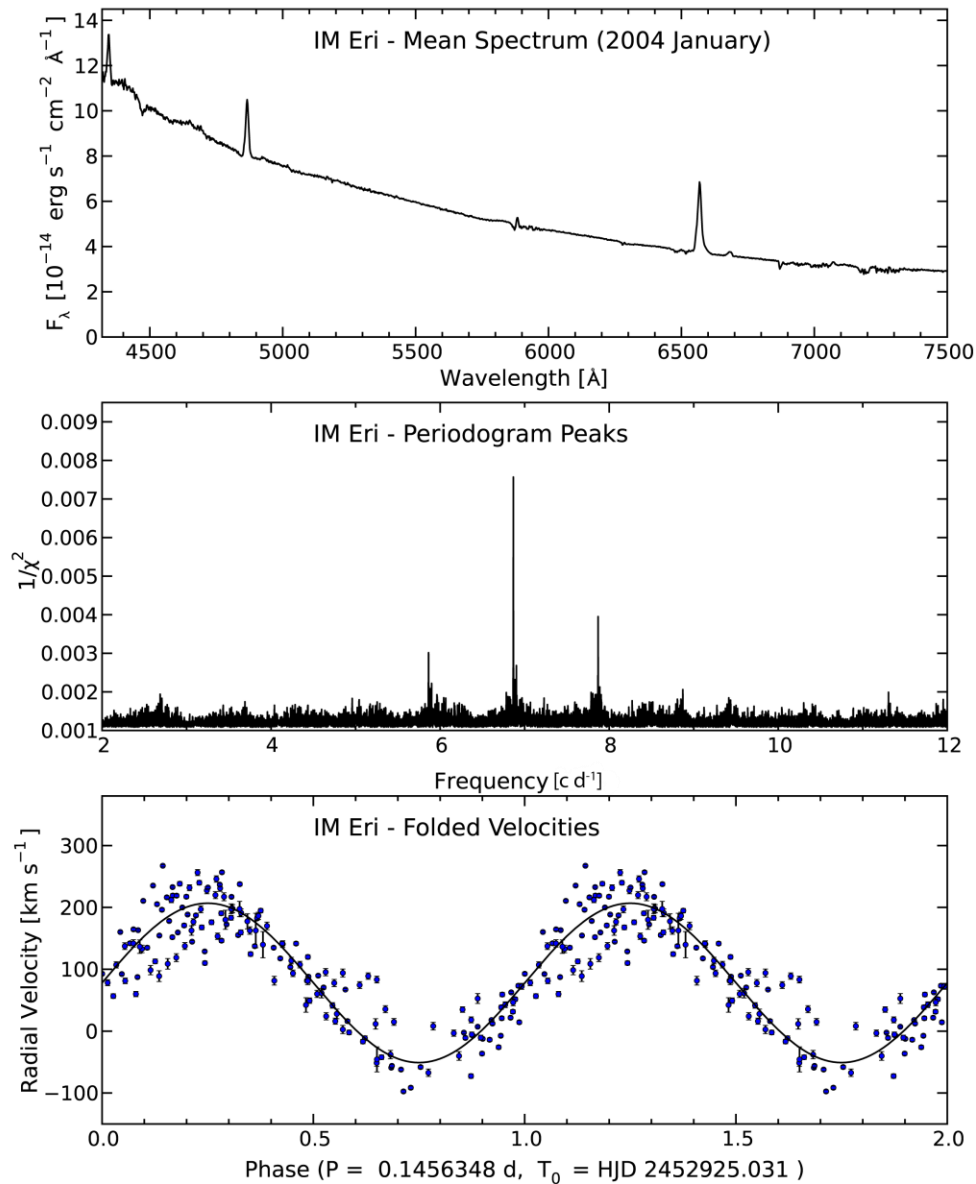 IM Eri - Mean Spectrum (2004 January)
F_λ [10⁻¹⁴ erg s⁻¹ cm⁻² Å⁻¹]
14
12
10
8
6
4
2
0
4500 5000 5500 6000 6500 7000 7500
Wavelength [Å]
IM Eri - Periodogram Peaks
1/χ²
0.009
0.008
0.007
0.006
0.005
0.004
0.003
0.002
0.001
2 4 6 8 10 12
Frequency [c d⁻¹]
IM Eri - Folded Velocities
Radial Velocity [km s⁻¹]
300
200
100
0
−100
0.0 0.5 1.0 1.5 2.0
Phase (P = 0.1456348 d, T₀ = HJD 2452925.031 )